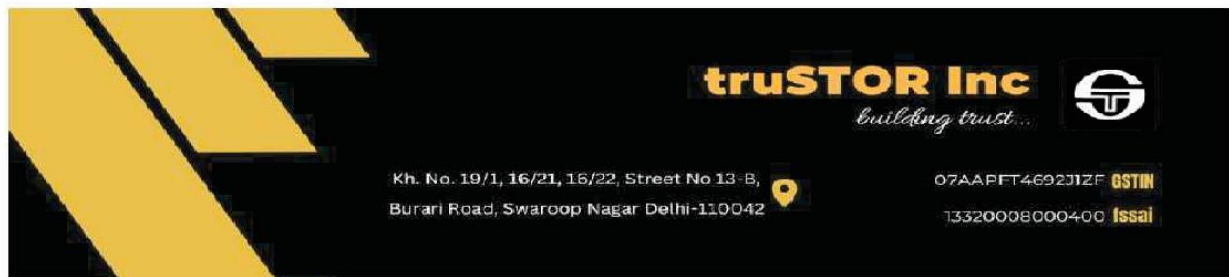 truSTOR Inc
building trust...
Kh. No. 19/1, 16/21, 16/22, Street No 13-B,
Burari Road, Swaroop Nagar Delhi-110042
07AAPFT4692J1ZF GSTIN
13320008000400 fssai